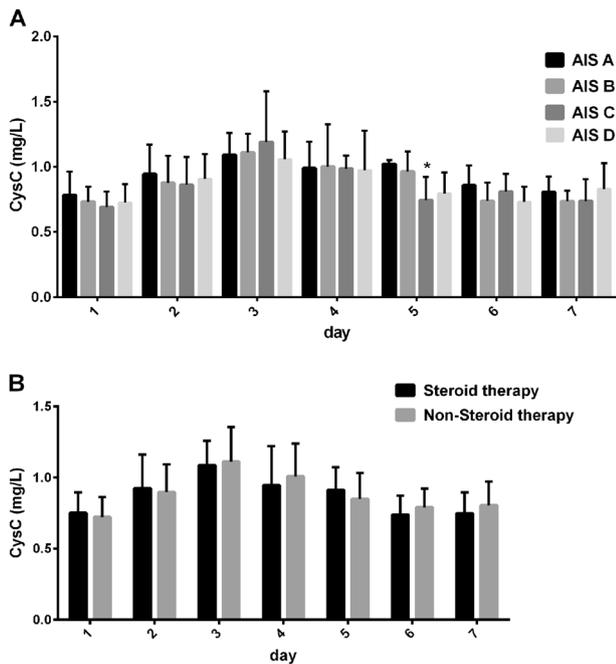 A
CysC (mg/L)
2.0
1.5
1.0
0.5
0.0
AIS A
AIS B
AIS C
AIS D
*
1 2 3 4 5 6 7
day
B
CysC (mg/L)
1.5
1.0
0.5
0.0
Steroid therapy
Non-Steroid therapy
1 2 3 4 5 6 7
day